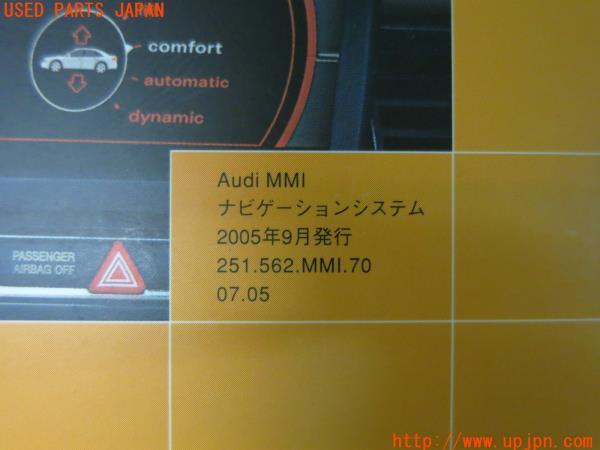 USED PARTS JAPAN
comfort
automatic
dynamic
PASSENGER
AIRBAG OFF
Audi MMI
ナビゲーションシステム
2005年9月発行
251.562.MMI.70
07.05
http://www.upjpn.com/